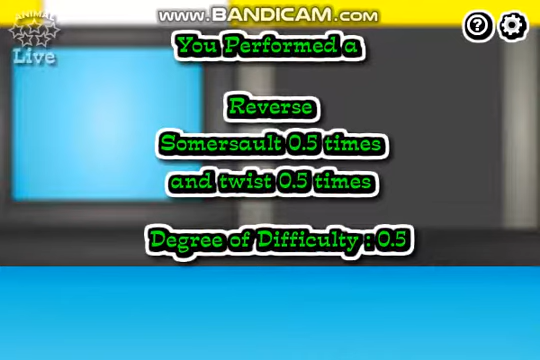 www.BANDICAM.com
ANIMAL
Live
?
You Performed a
Reverse
Somersault 0.5 times
and twist 0.5 times
Degree of Difficulty : 0.5